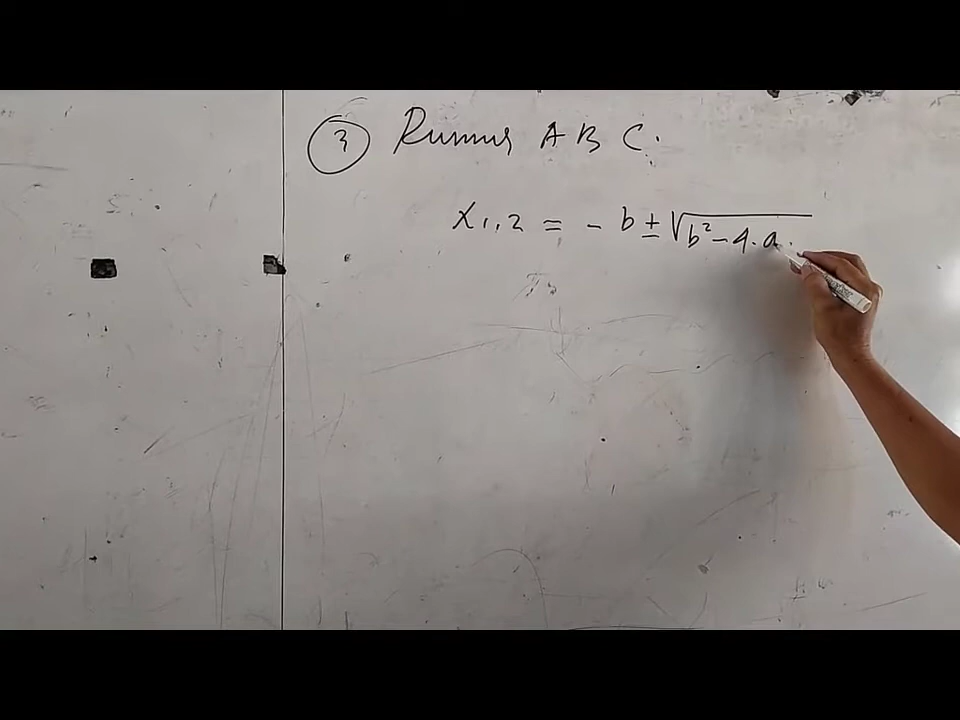 ③ Rumus A B C.
x₁,₂ = - b ± √b² - 4 . a .